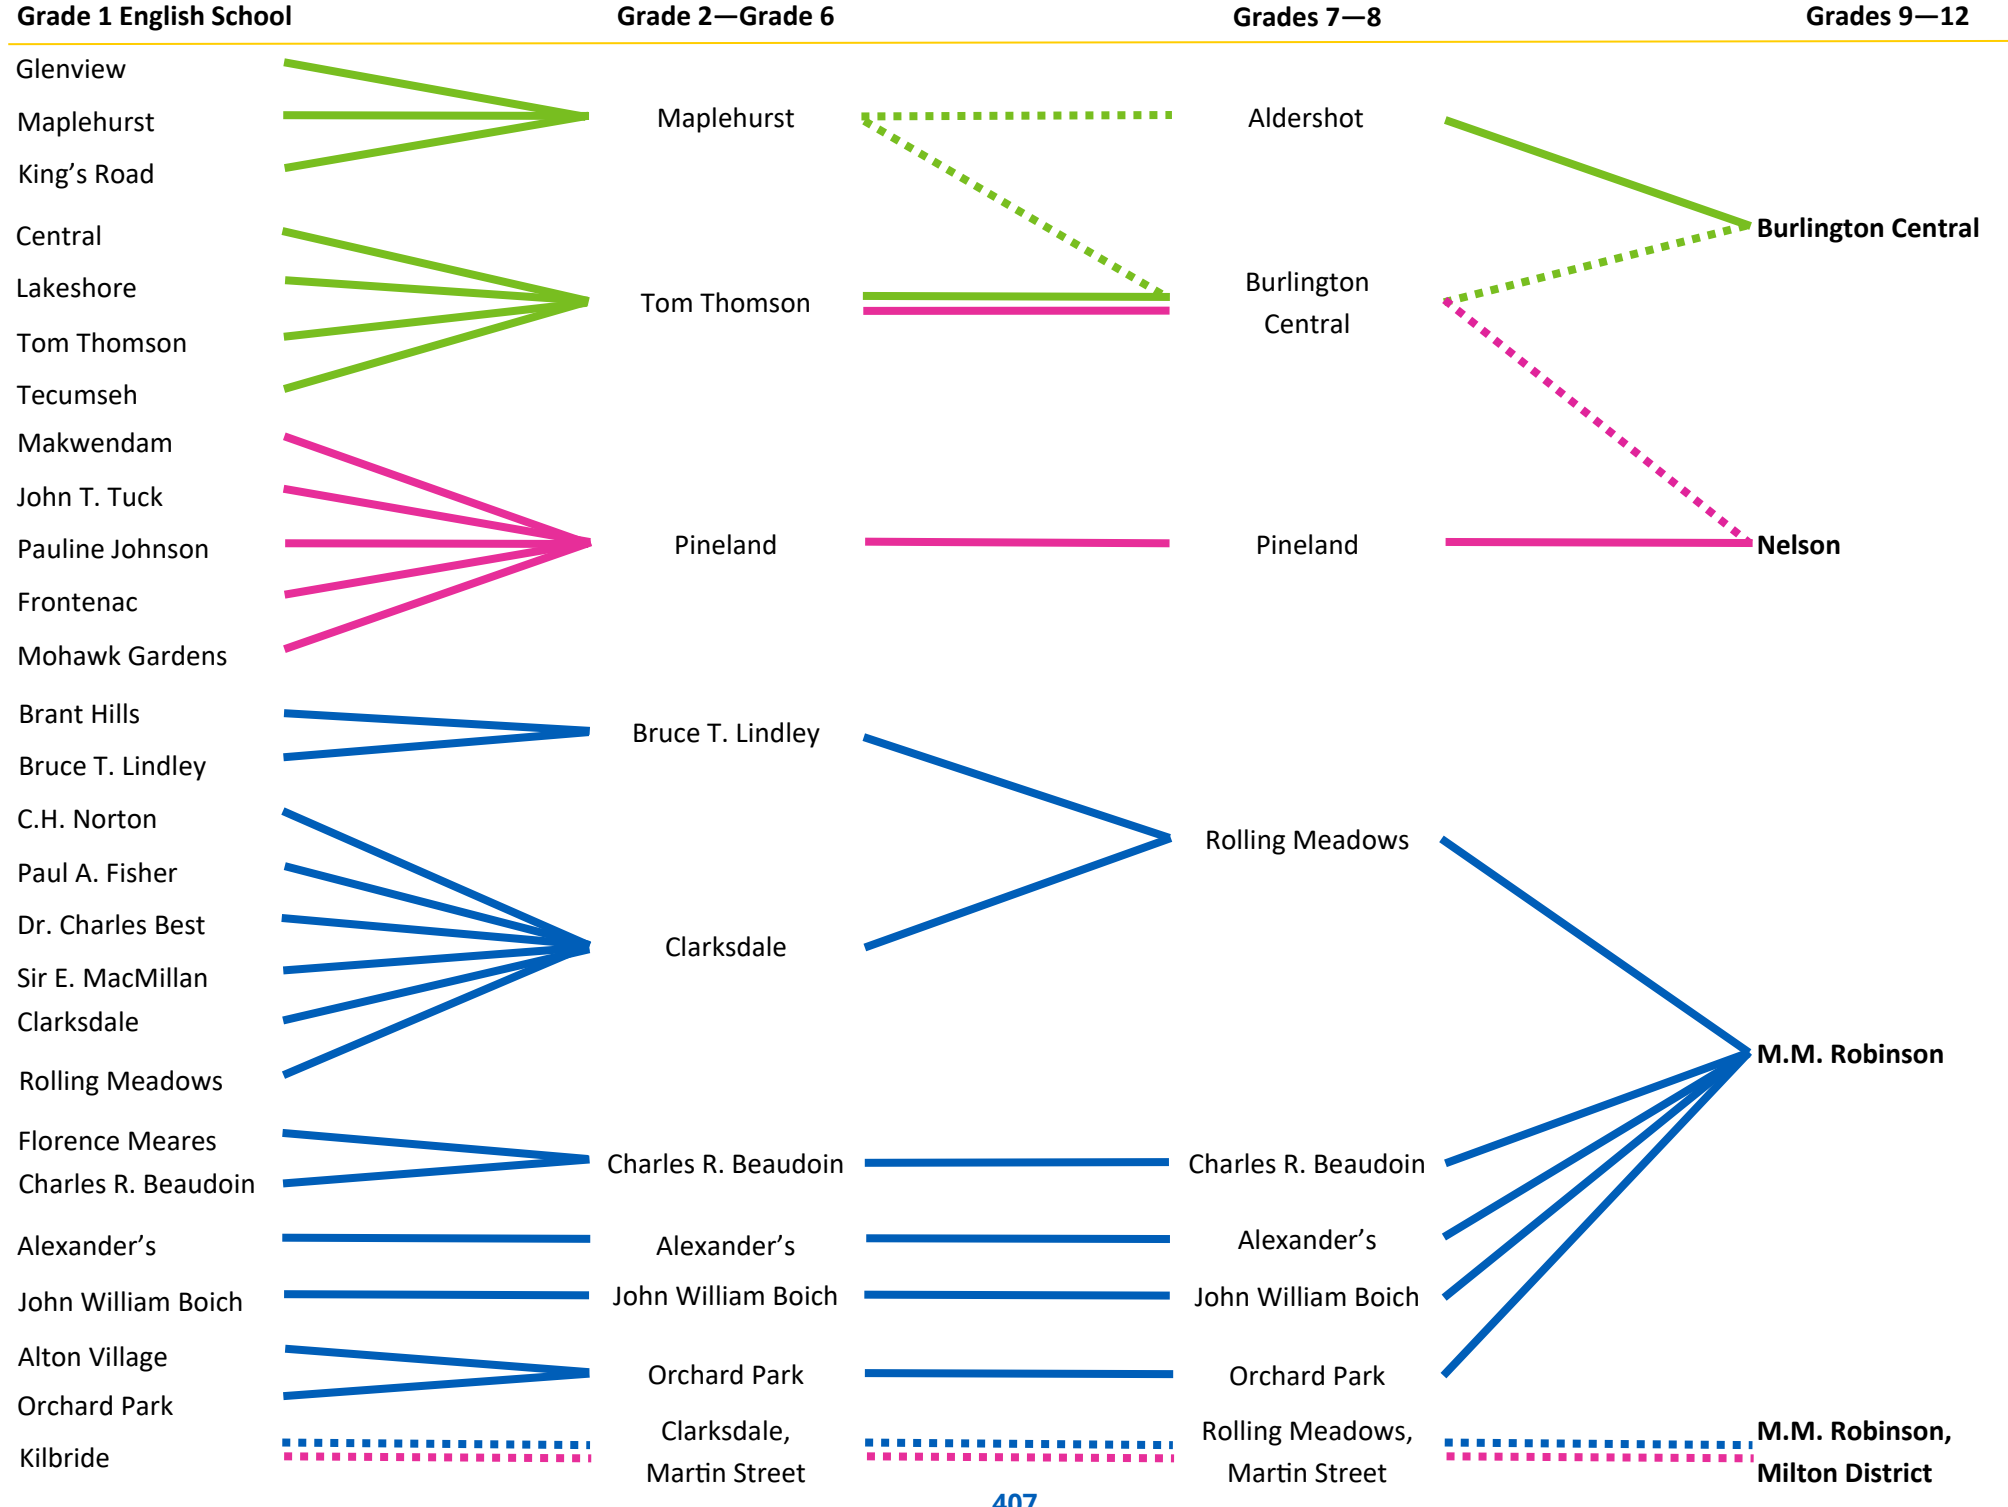 Grade 1 English School
Grade 2—Grade 6
Grades 7—8
Grades 9—12
Glenview
Maplehurst
King’s Road
Central
Lakeshore
Tom Thomson
Tecumseh
Makwendam
John T. Tuck
Pauline Johnson
Frontenac
Mohawk Gardens
Brant Hills
Bruce T. Lindley
C.H. Norton
Paul A. Fisher
Dr. Charles Best
Sir E. MacMillan
Clarksdale
Rolling Meadows
Florence Meares
Charles R. Beaudoin
Alexander’s
John William Boich
Alton Village
Orchard Park
Kilbride
Maplehurst
Tom Thomson
Pineland
Bruce T. Lindley
Clarksdale
Charles R. Beaudoin
Alexander’s
John William Boich
Orchard Park
Clarksdale,
Martin Street
Aldershot
Burlington
Central
Pineland
Rolling Meadows
Charles R. Beaudoin
Alexander’s
John William Boich
Orchard Park
Rolling Meadows,
Martin Street
Burlington Central
Nelson
M.M. Robinson
M.M. Robinson,
Milton District
407